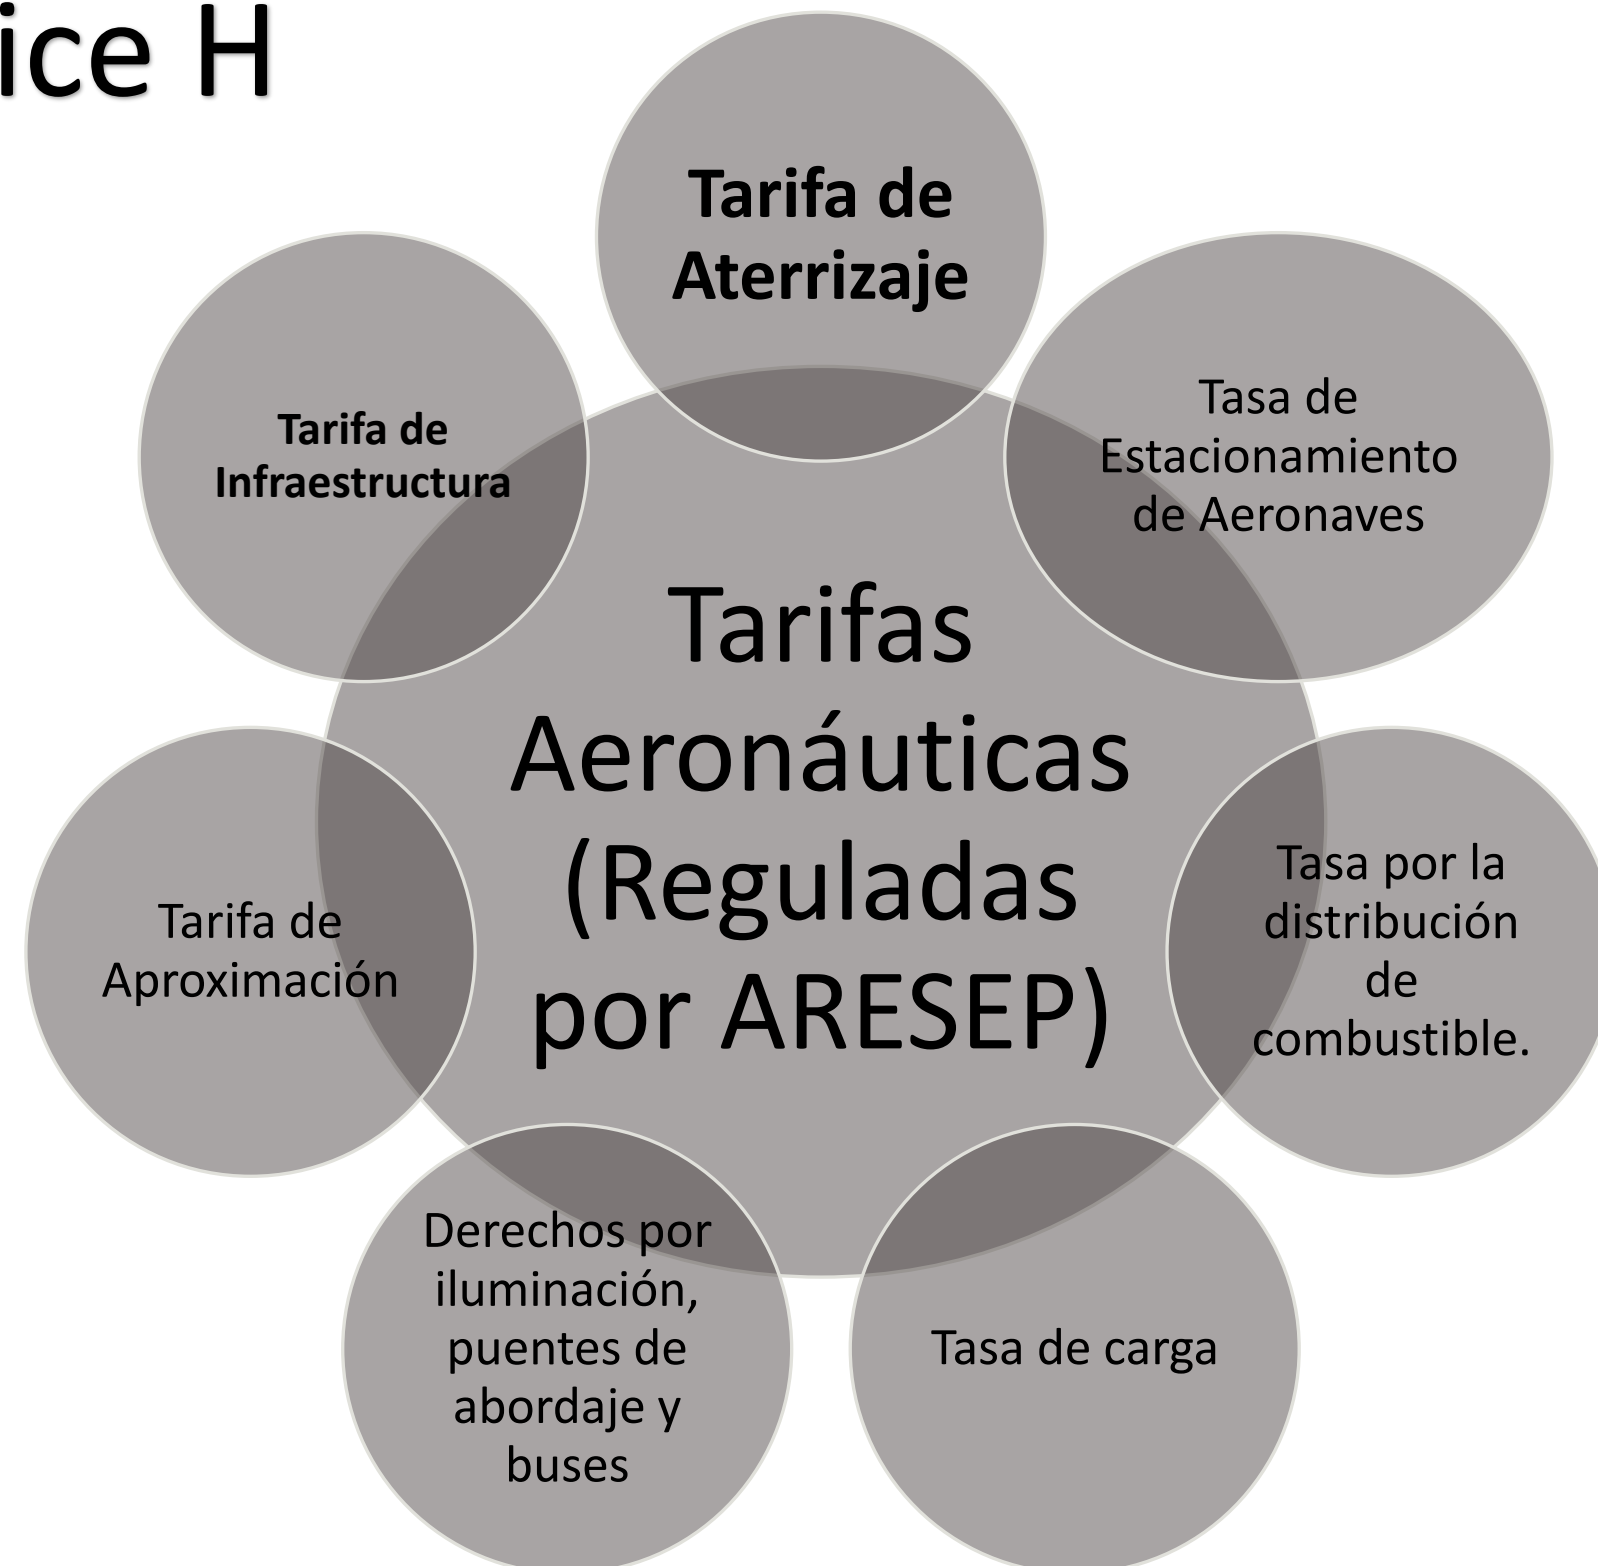 ice H
Tarifa de
Aterrizaje
Tasa de
Estacionamiento
de Aeronaves
Tasa por la
distribución
de
combustible.
Tasa de carga
Derechos por
iluminación,
puentes de
abordaje y
buses
Tarifa de
Aproximación
Tarifa de
Infraestructura
Tarifas
Aeronáuticas
(Reguladas
por ARESEP)